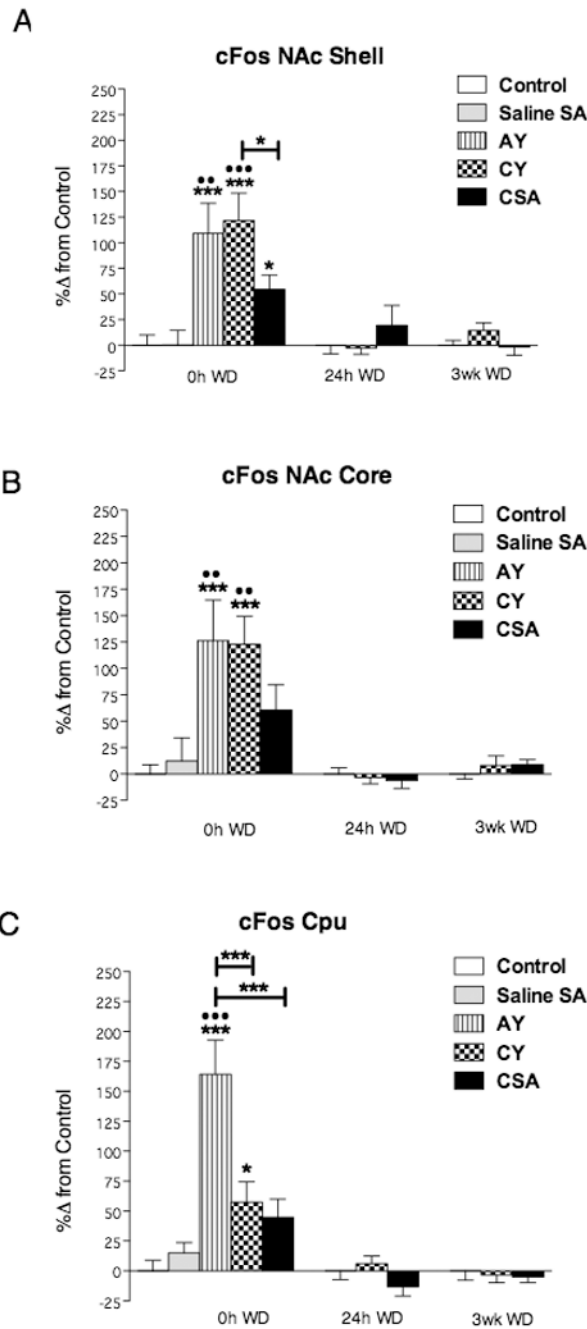 A
cFos NAc Shell
Control
Saline SA
AY
CY
CSA
%Δ from Control
250
225
200
175
150
125
100
75
50
25
0
-25
*
•• ••• 
*** ***
*
0h WD 24h WD 3wk WD
B
cFos NAc Core
Control
Saline SA
AY
CY
CSA
%Δ from Control
250
225
200
175
150
125
100
75
50
25
0
-25
•• ••
*** ***
0h WD 24h WD 3wk WD
C
cFos Cpu
Control
Saline SA
AY
CY
CSA
%Δ from Control
250
225
200
175
150
125
100
75
50
25
0
-25
***
***
•••
***
*
0h WD 24h WD 3wk WD